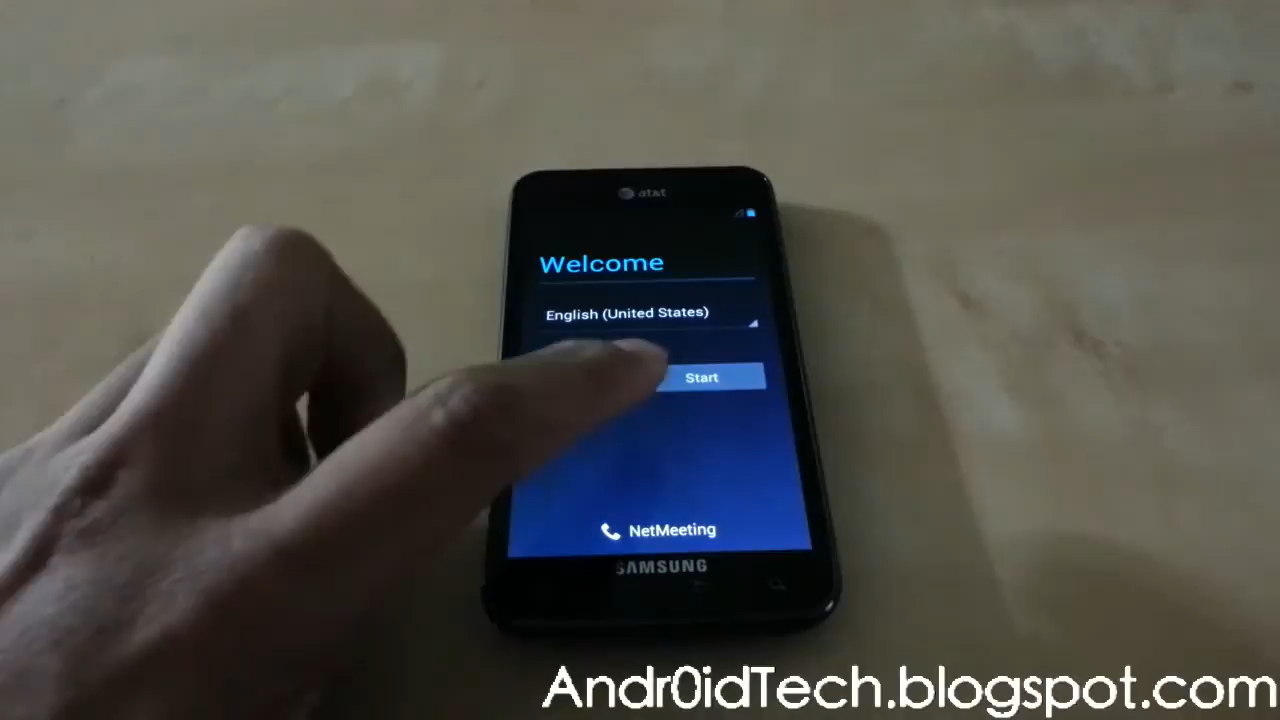 at&t
Welcome
English (United States)
Start
NetMeeting
SAMSUNG
Andr0idTech.blogspot.com